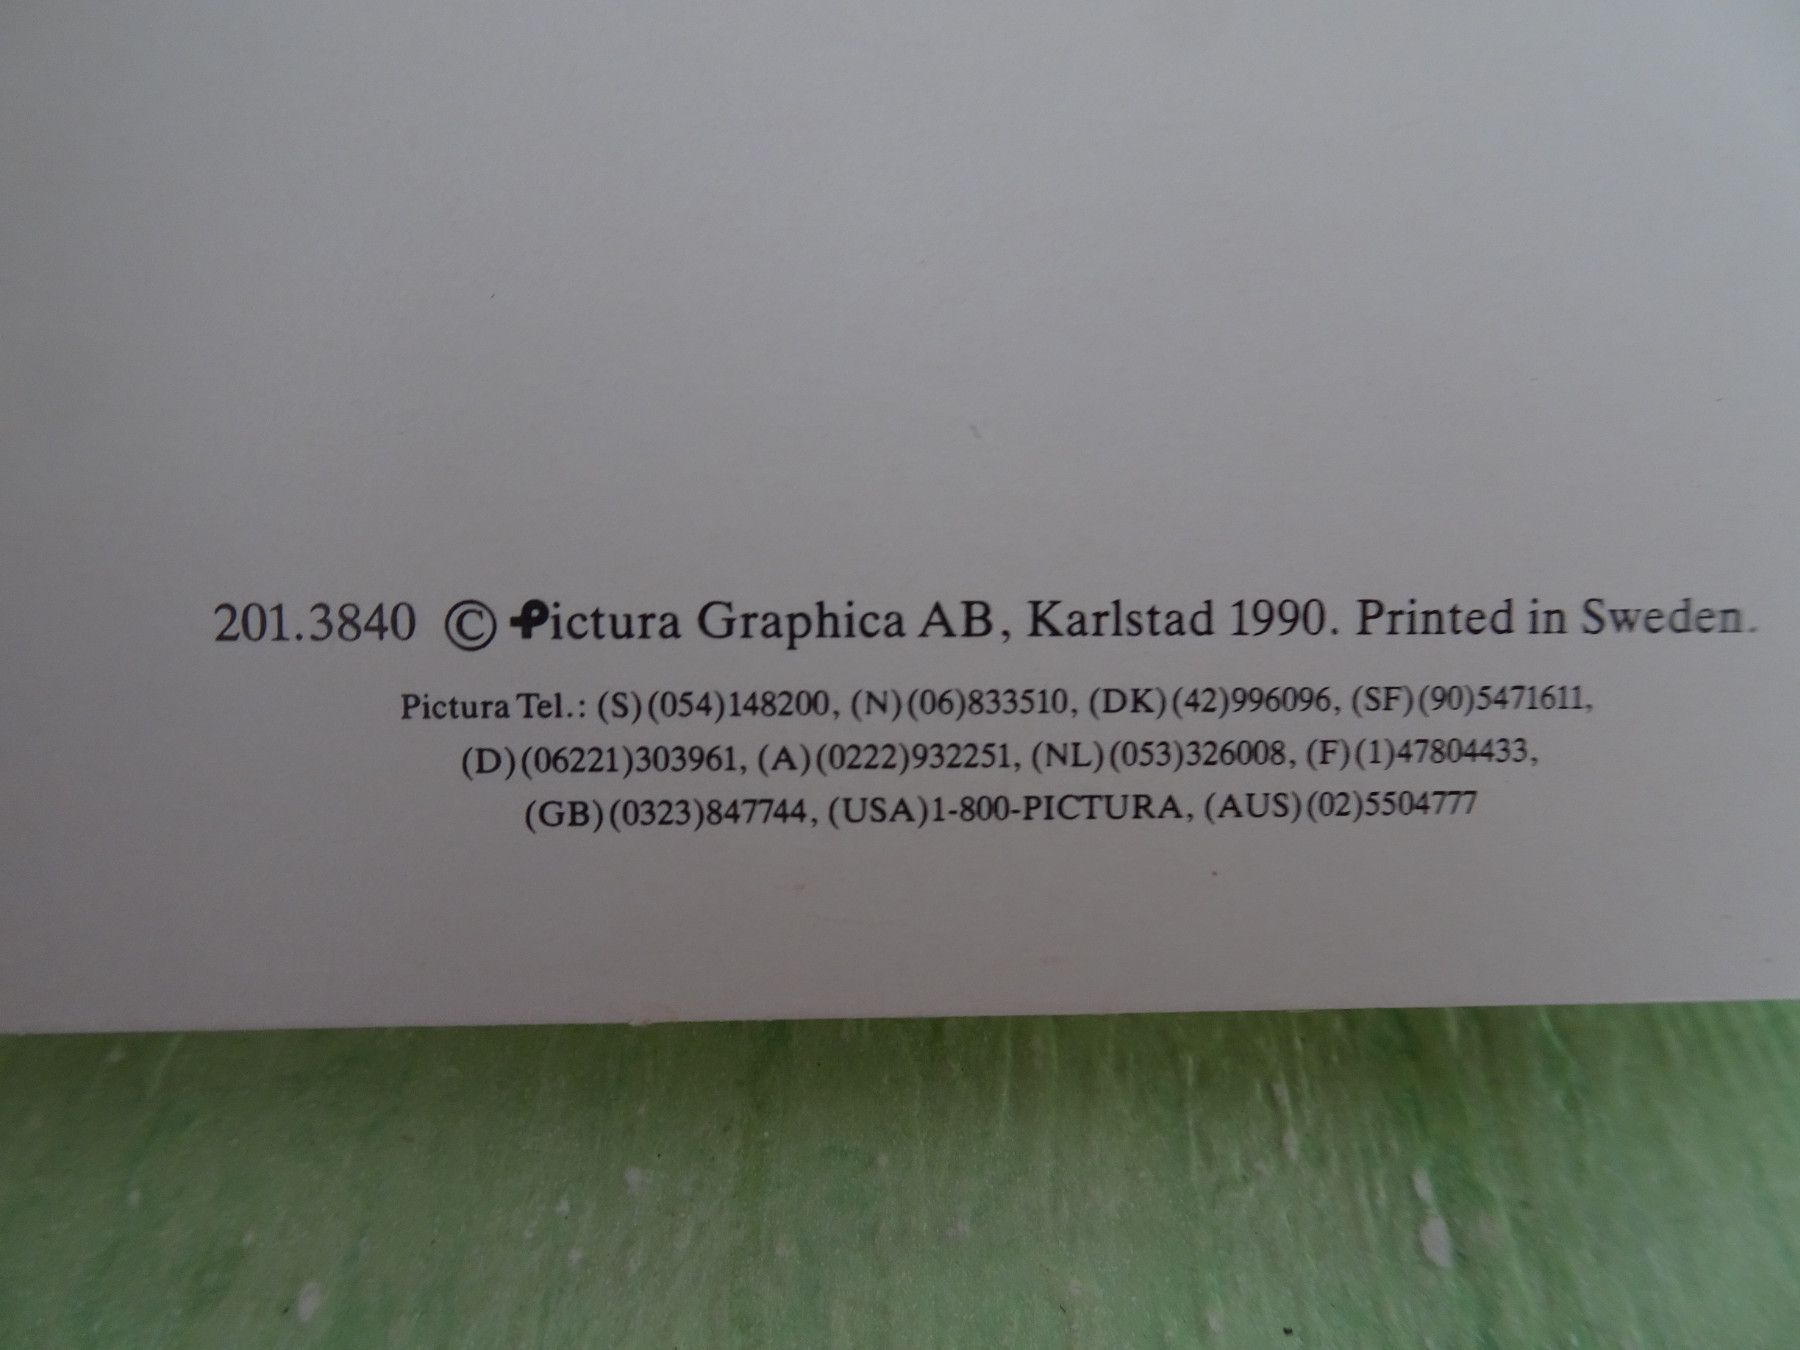 201.3840 © Pictura Graphica AB, Karlstad 1990. Printed in Sweden.
Pictura Tel.: (S)(054)148200, (N)(06)833510, (DK)(42)996096, (SF)(90)5471611,
(D)(06221)303961, (A)(0222)932251, (NL)(053)326008, (F)(1)47804433,
(GB)(0323)847744, (USA)1-800-PICTURA, (AUS)(02)5504777